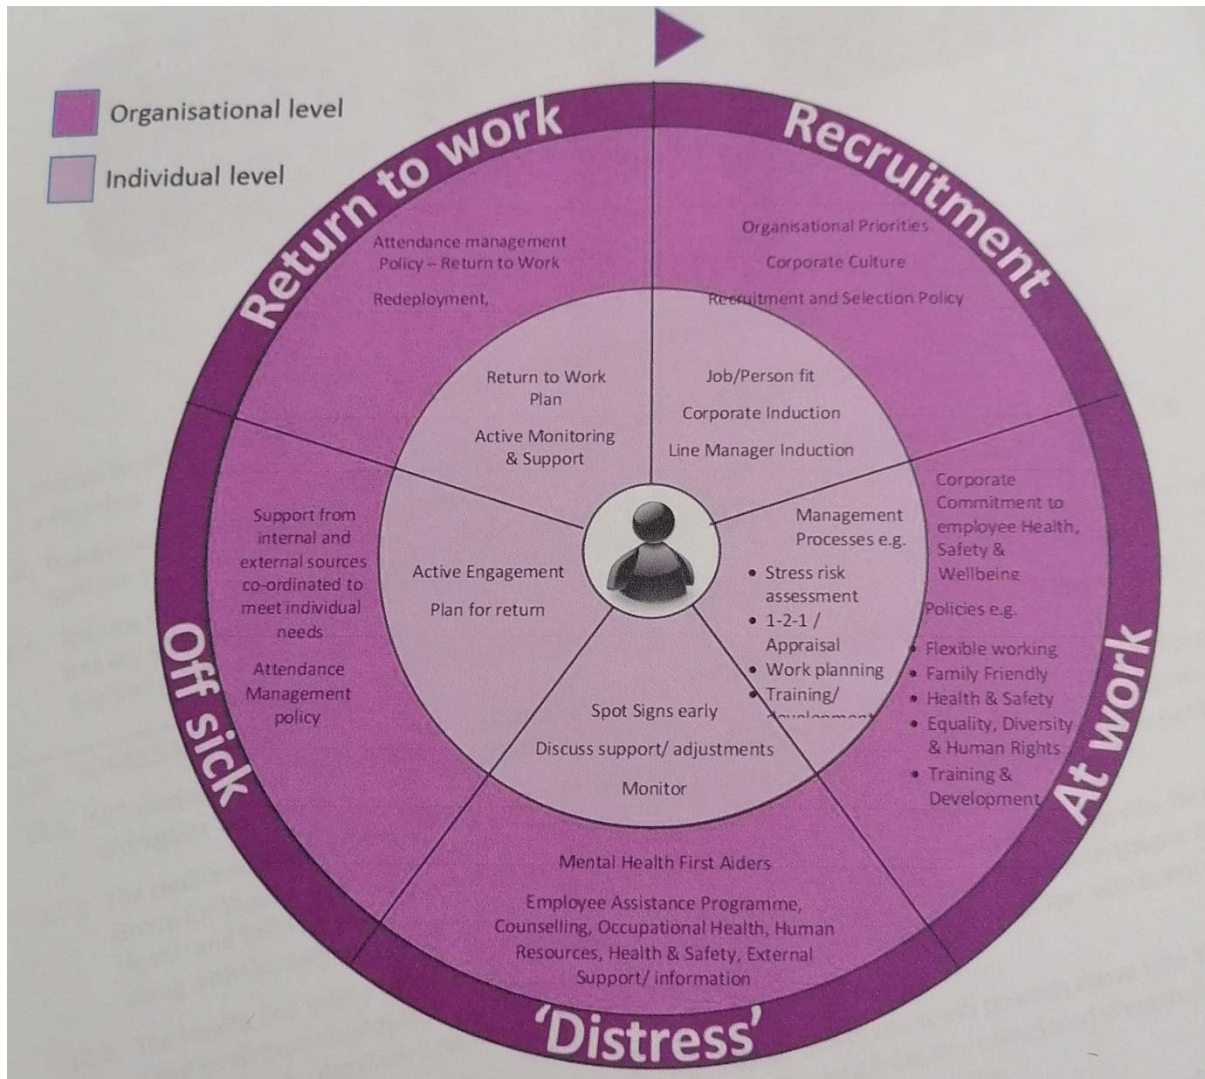 Organisational level
Individual level
Recruitment
Organisational Priorities
Corporate Culture
Recruitment and Selection Policy
Job/Person fit
Corporate Induction
Line Manager Induction
At work
Corporate
Commitment to
employee Health,
Safety &
Wellbeing
Policies e.g.
• Flexible working
• Family Friendly
• Health & Safety
• Equality, Diversity
& Human Rights
• Training &
Development
Management
Processes e.g.
• Stress risk
assessment
• 1-2-1 /
Appraisal
• Work planning
• Training/
'Distress'
Spot Signs early
Discuss support/ adjustments
Monitor
Mental Health First Aiders
Employee Assistance Programme,
Counselling, Occupational Health, Human
Resources, Health & Safety, External
Support/ information
Off sick
Support from
internal and
external sources
co-ordinated to
meet individual
needs
Attendance
Management
policy
Active Engagement
Plan for return
Return to work
Attendance management
Policy – Return to Work
Redeployment,
Return to Work
Plan
Active Monitoring
& Support